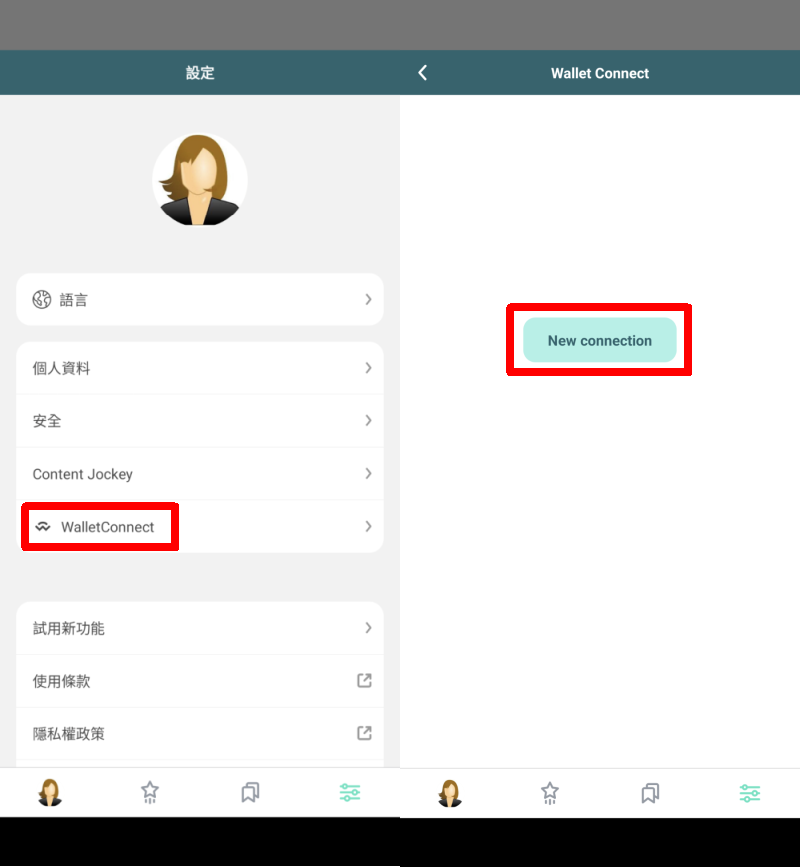 設定
語言
個人資料
安全
Content Jockey
WalletConnect
試用新功能
使用條款
隱私權政策
Wallet Connect
New connection